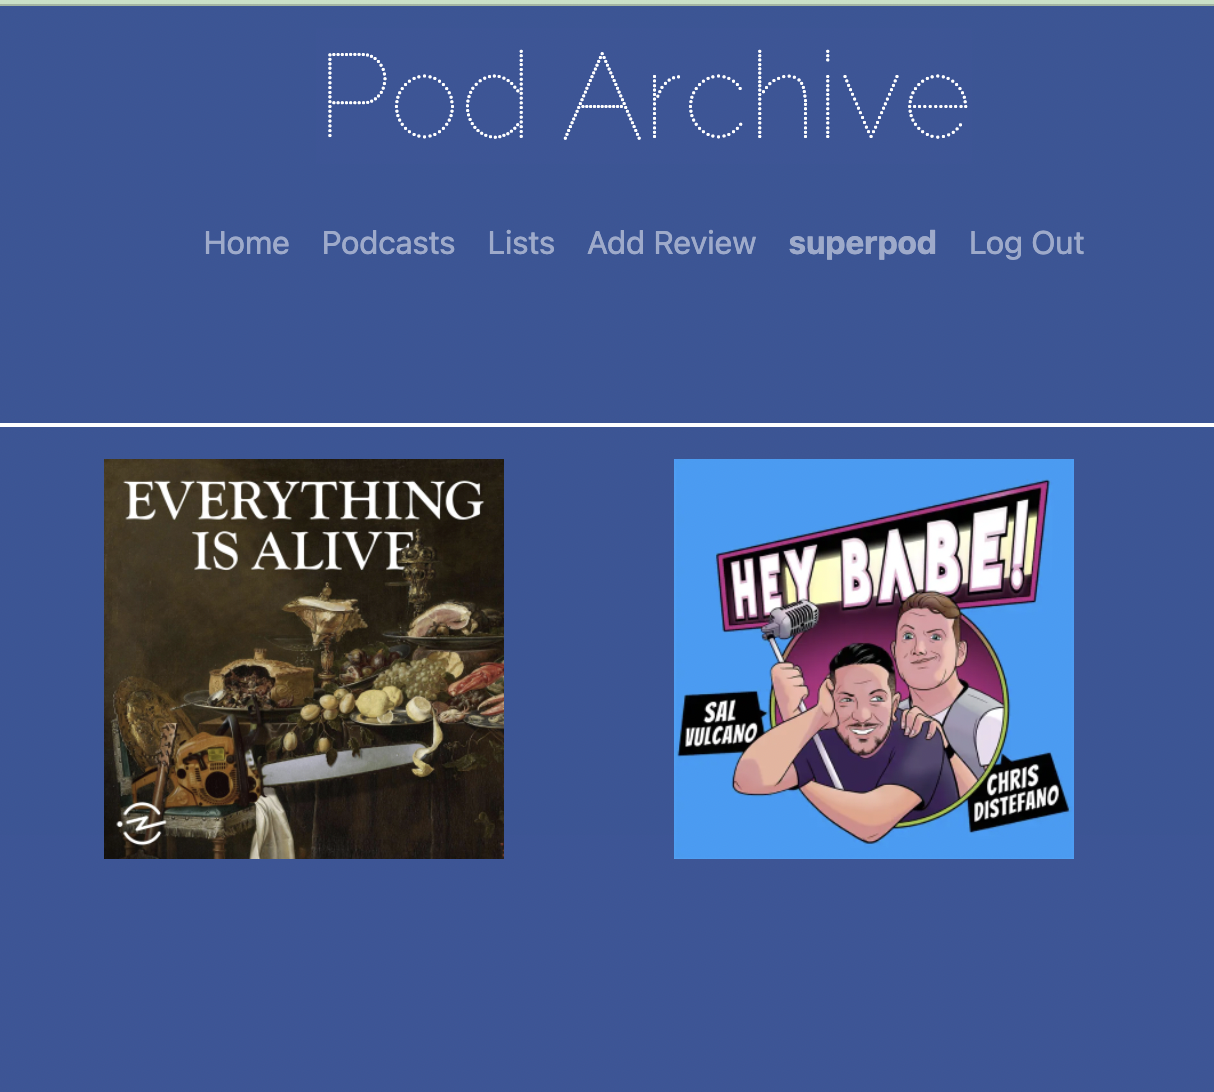 Pod Archive
Home Podcasts Lists Add Review superpod Log Out
EVERYTHING
IS ALIVE
HEY BABE!
SAL
VULCANO
CHRIS
DISTEFANO